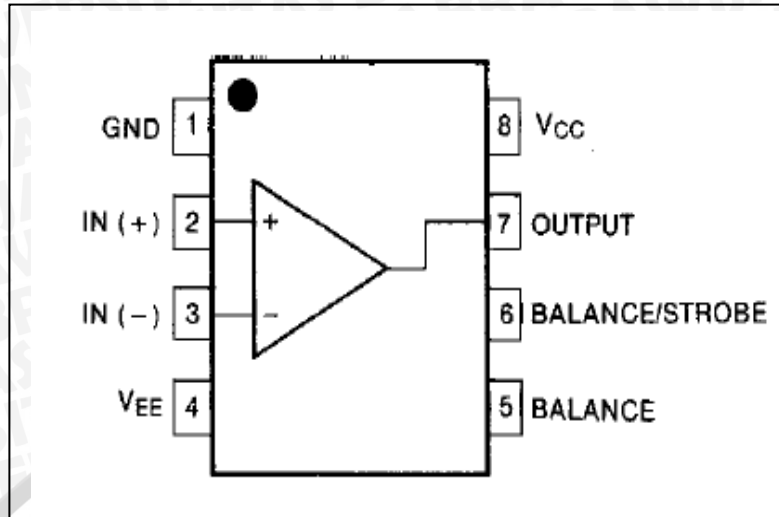 GND 1
8 VCC
IN (+) 2 +
7 OUTPUT
IN (-) 3 -
6 BALANCE/STROBE
VEE 4
5 BALANCE